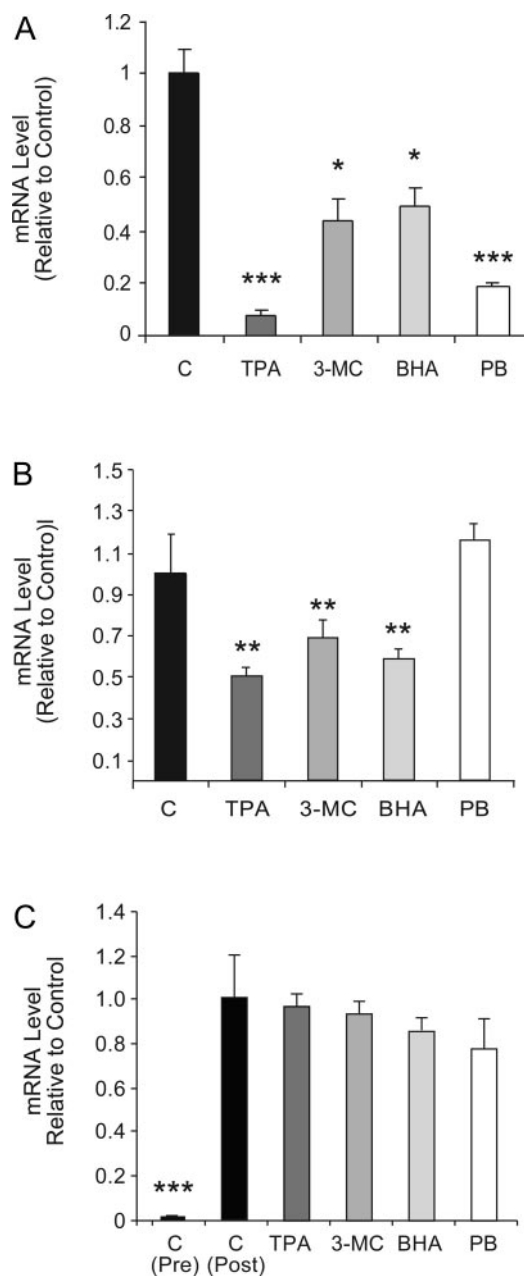 A
mRNA Level
(Relative to Control)
1.2
1
0.8
0.6
0.4
0.2
0
***
*
*
***
C TPA 3-MC BHA PB
B
mRNA Level
(Relative to Contro)l
1.5
1.3
1.1
0.9
0.7
0.5
0.3
0.1
**
**
**
C TPA 3-MC BHA PB
C
mRNA Level
Relative to Control
1.4
1.2
1.0
0.8
0.6
0.4
0.2
0
***
C C TPA 3-MC BHA PB
(Pre) (Post)